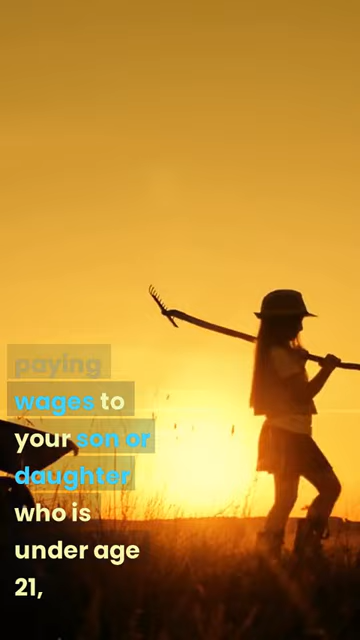 paying
wages to
your son or
daughter
who is
under age
21,